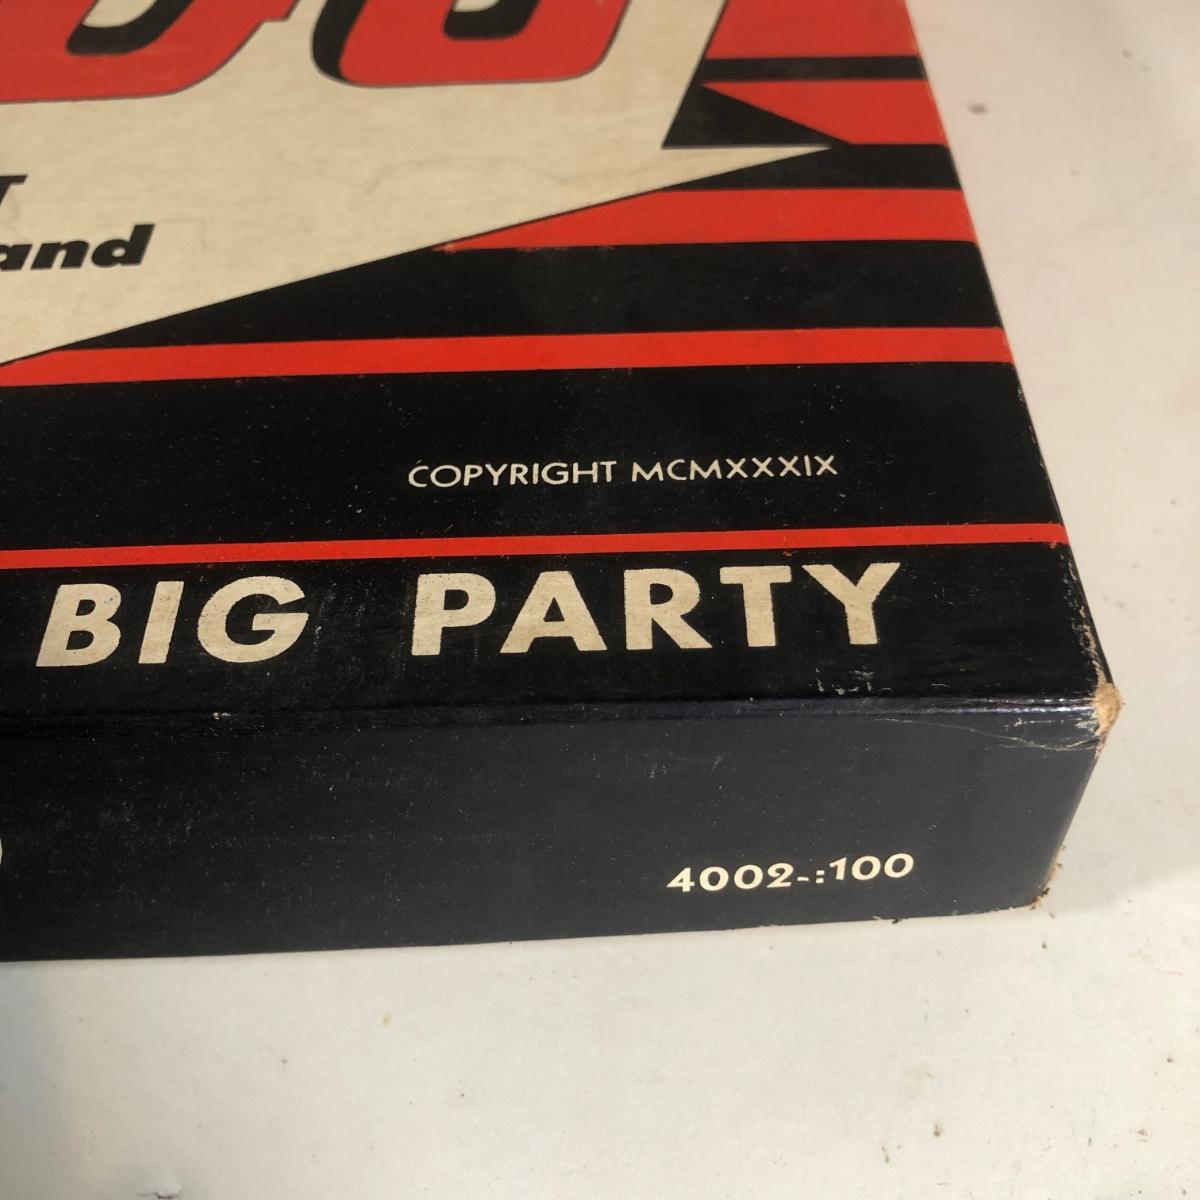 and
COPYRIGHT MCMXXXIX
BIG PARTY
4002-:100